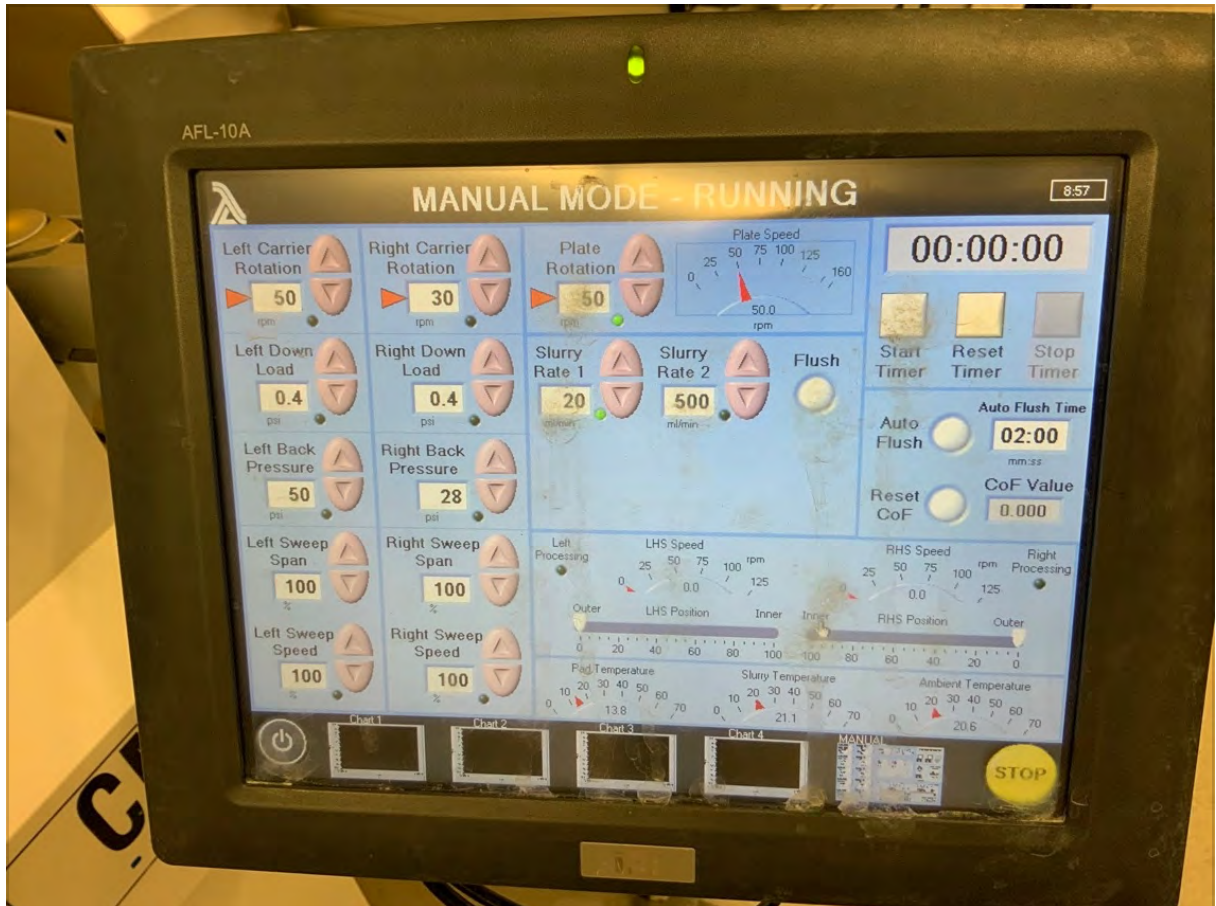 AFL-10A
MANUAL MODE - RUNNING
8:57
Left Carrier
Rotation
50
rpm
Right Carrier
Rotation
30
rpm
Plate
Rotation
50
rpm
Plate Speed
0 25 50 75 100 125 160
50.0
rpm
00:00:00
Start
Timer
Reset
Timer
Stop
Timer
Left Down
Load
0.4
psi
Right Down
Load
0.4
psi
Slurry
Rate 1
20
ml/min
Slurry
Rate 2
500
ml/min
Flush
Auto
Flush
Auto Flush Time
02:00
mm:ss
Left Back
Pressure
50
psi
Right Back
Pressure
28
psi
Reset
CoF
CoF Value
0.000
Left Sweep
Span
100
%
Right Sweep
Span
100
%
Left
Processing
LHS Speed
0 25 50 75 rpm
100
125
0.0
RHS Speed
0 25 50 75 100 rpm
125
0.0
Right
Processing
Outer LHS Position Inner
0 20 40 60 80 100
Inner RHS Position Outer
100 80 60 40 20 0
Left Sweep
Speed
100
%
Right Sweep
Speed
100
%
Pad Temperature
0 10 20 30 40 50 60 70
13.8
Slurry Temperature
0 10 20 30 40 50 60 70
21.1
Ambient Temperature
0 10 20 30 40 50 60 70
20.6
Chart 1
Chart 2
Chart 3
Chart 4
MANUAL
STOP
C